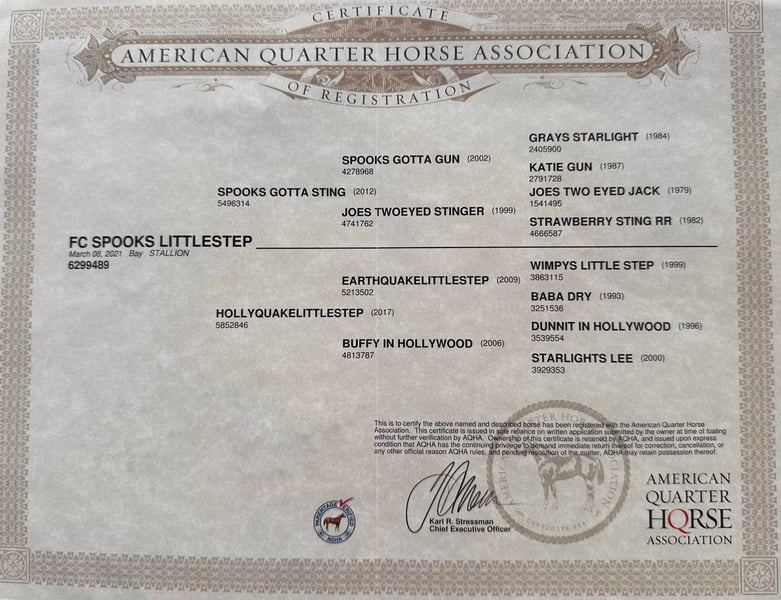 CERTIFICATE
AMERICAN QUARTER HORSE ASSOCIATION
OF REGISTRATION
GRAYS STARLIGHT (1984)
2405900
SPOOKS GOTTA GUN (2002)
4278968
KATIE GUN (1987)
2791728
SPOOKS GOTTA STING (2012)
5496314
JOES TWO EYED JACK (1979)
1541495
JOES TWOEYED STINGER (1999)
4741762
STRAWBERRY STING RR (1982)
4666587
FC SPOOKS LITTLESTEP
March 08, 2021 Bay STALLION
6299489
WIMPYS LITTLE STEP (1999)
3863115
EARTHQUAKELITTLESTEP (2009)
5213502
BABA DRY (1993)
3251536
HOLLYQUAKELITTLESTEP (2017)
5852846
DUNNIT IN HOLLYWOOD (1996)
3539554
BUFFY IN HOLLYWOOD (2006)
4813787
STARLIGHTS LEE (2000)
3929353
This is to certify the above named and described horse has been registered with the American Quarter Horse
Association. This certificate is issued in sole reliance on written application submitted by the owner at time of foaling
without further verification by AQHA. Ownership of this certificate is retained by AQHA, and issued upon express
condition that AQHA has the continuing privilege to demand immediate return thereof for correction, cancellation, or
any other official reason AQHA rules, and pending resolution of the matter, AQHA may retain possession thereof.
Karl R. Stressman
Chief Executive Officer
PARENTAGE VERIFIED
AQHA
CORPORATE SEAL
AMERICAN
QUARTER
HORSE
ASSOCIATION